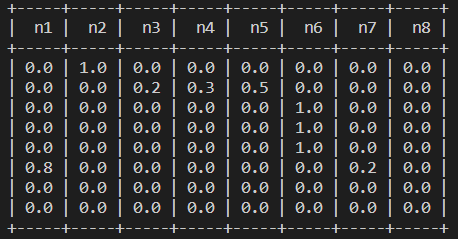 +-----+-----+-----+-----+-----+-----+-----+-----+
|  n1 |  n2 |  n3 |  n4 |  n5 |  n6 |  n7 |  n8 |
+-----+-----+-----+-----+-----+-----+-----+-----+
| 0.0 | 1.0 | 0.0 | 0.0 | 0.0 | 0.0 | 0.0 | 0.0 |
| 0.0 | 0.0 | 0.2 | 0.3 | 0.5 | 0.0 | 0.0 | 0.0 |
| 0.0 | 0.0 | 0.0 | 0.0 | 0.0 | 1.0 | 0.0 | 0.0 |
| 0.0 | 0.0 | 0.0 | 0.0 | 0.0 | 1.0 | 0.0 | 0.0 |
| 0.0 | 0.0 | 0.0 | 0.0 | 0.0 | 1.0 | 0.0 | 0.0 |
| 0.8 | 0.0 | 0.0 | 0.0 | 0.0 | 0.0 | 0.2 | 0.0 |
| 0.0 | 0.0 | 0.0 | 0.0 | 0.0 | 0.0 | 0.0 | 0.0 |
| 0.0 | 0.0 | 0.0 | 0.0 | 0.0 | 0.0 | 0.0 | 0.0 |
+-----+-----+-----+-----+-----+-----+-----+-----+